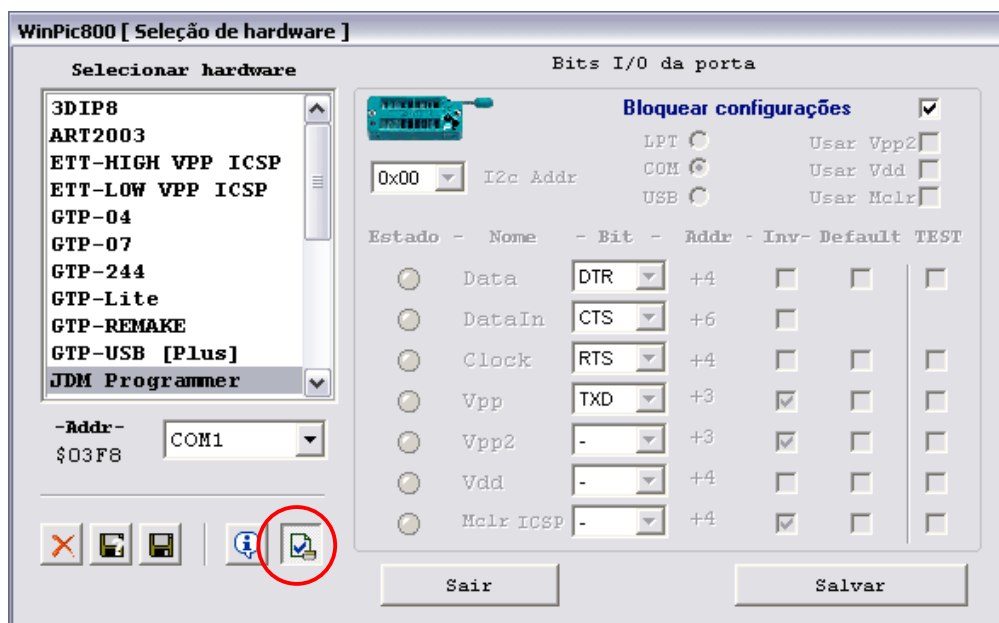 WinPic800 [ Seleção de hardware ]
Selecionar hardware
3DIP8
ART2003
ETT-HIGH VPP ICSP
ETT-LOW VPP ICSP
GTP-04
GTP-07
GTP-244
GTP-Lite
GTP-REMAKE
GTP-USB [Plus]
JDM Programmer
-Addr-
$03F8
COM1
Bits I/O da porta
Bloquear configurações
LPT
Usar Vpp2
0x00
I2c Addr
COM
Usar Vdd
USB
Usar Mclr
Estado - Nome - Bit - Addr - Inv- Default TEST
Data DTR +4
DataIn CTS +6
Clock RTS +4
Vpp TXD +3
Vpp2 - +3
Vdd - +4
Mclr ICSP - +4
Sair
Salvar